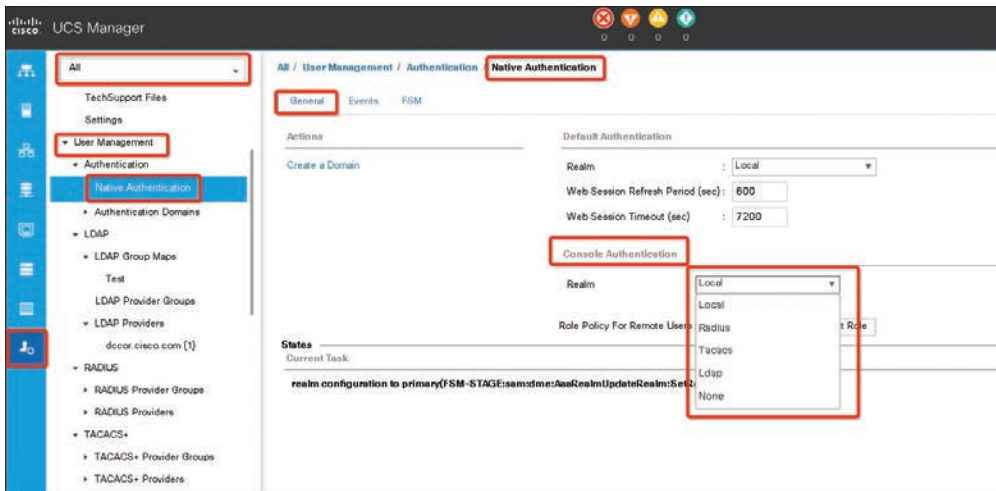 cisco. UCS Manager
0 0 0 0
All
TechSupport Files
Settings
User Management
Authentication
Native Authentication
Authentication Domains
LDAP
LDAP Group Maps
Test
LDAP Provider Groups
LDAP Providers
dccor.cisco.com (1)
RADIUS
RADIUS Provider Groups
RADIUS Providers
TACACS+
TACACS+ Provider Groups
TACACS+ Providers
All / User Management / Authentication / Native Authentication
General Events FSM
Actions
Create a Domain
Default Authentication
Realm : Local
Web Session Refresh Period (sec) : 600
Web Session Timeout (sec) : 7200
Console Authentication
Realm Local
Local
Radius
Tacacs
Ldap
None
Role Policy For Remote Users t Role
States
Current Task
realm configuration to primary(FSM-STAGE:sam:dme:AaaRealmUpdateRealm:SetRe